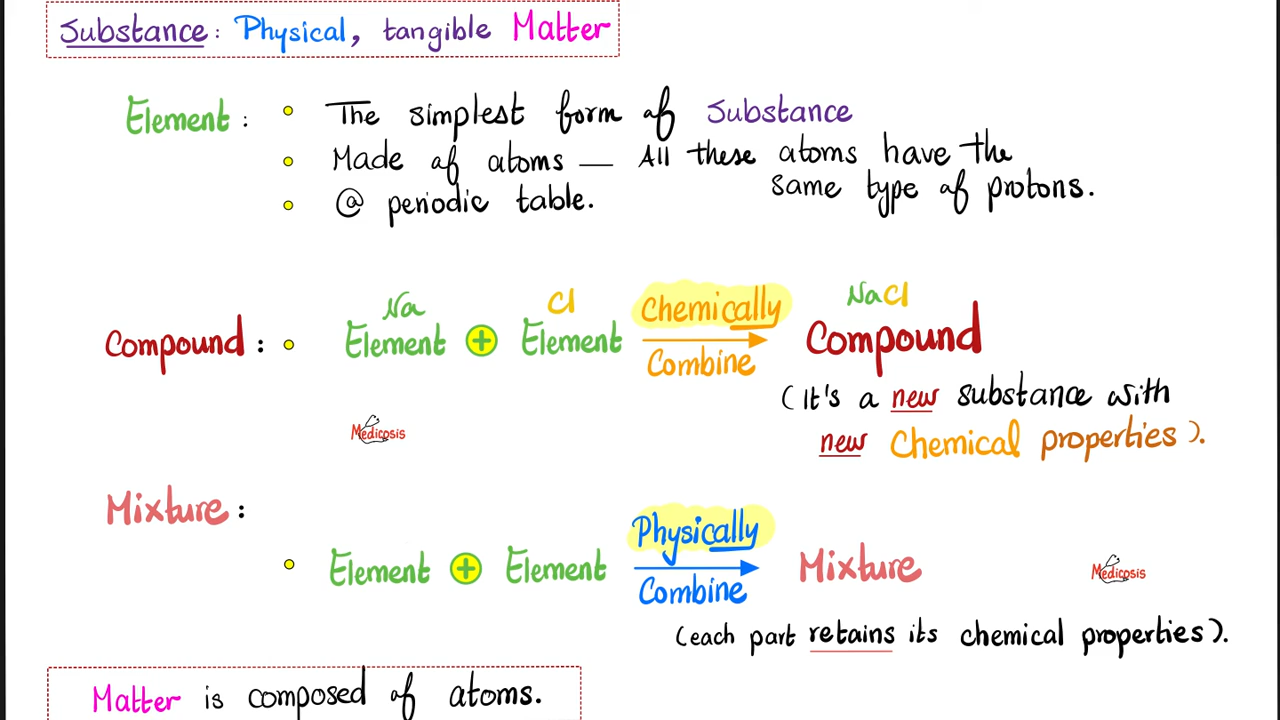 Substance: Physical, tangible Matter
Element: • The simplest form of Substance
• Made of atoms — All these atoms have the
same type of protons.
• @ periodic table.
Na Cl Chemically NaCl
Compound: • Element + Element Combine Compound
(It's a new substance with
new Chemical properties).
Medicosis
Mixture:
Physically
• Element + Element Combine Mixture
Medicosis
(each part retains its chemical properties).
Matter is composed of atoms.